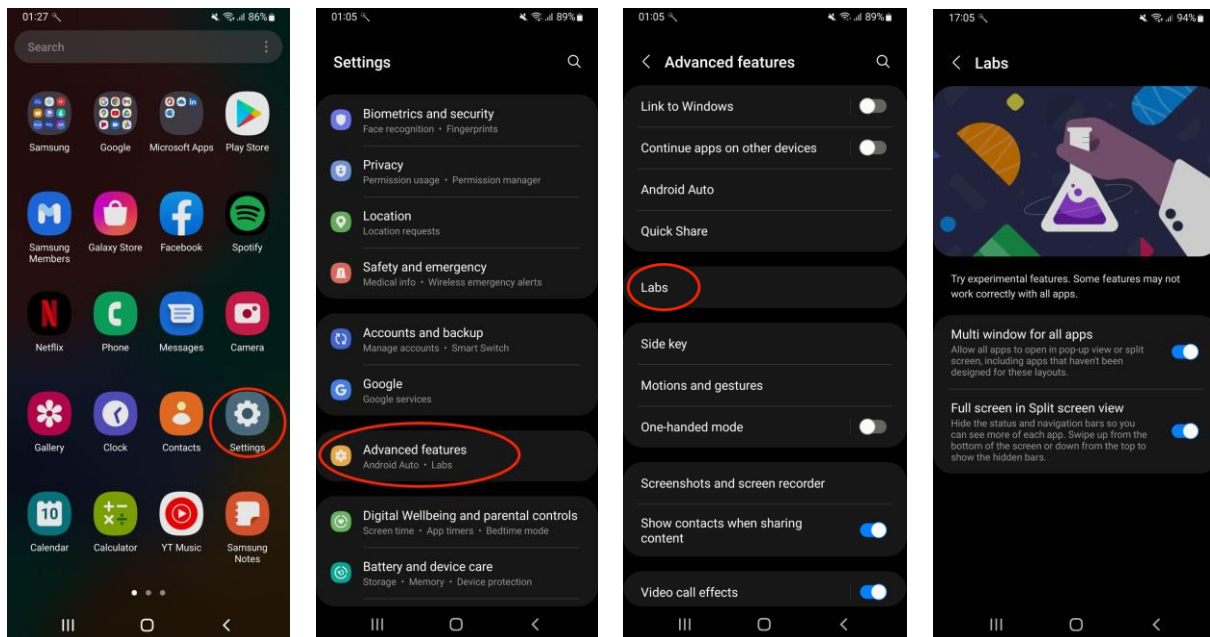 01:27 86%
Search
Samsung Google Microsoft Apps Play Store
Samsung Members Galaxy Store Facebook Spotify
Netflix Phone Messages Camera
Gallery Clock Contacts Settings
10
Calendar Calculator YT Music Samsung Notes
01:05 89%
Settings
Biometrics and security
Face recognition • Fingerprints
Privacy
Permission usage • Permission manager
Location
Location requests
Safety and emergency
Medical info • Wireless emergency alerts
Accounts and backup
Manage accounts • Smart Switch
Google
Google services
Advanced features
Android Auto • Labs
Digital Wellbeing and parental controls
Screen time • App timers • Bedtime mode
Battery and device care
Storage • Memory • Device protection
01:05 89%
Advanced features
Link to Windows
Continue apps on other devices
Android Auto
Quick Share
Labs
Side key
Motions and gestures
One-handed mode
Screenshots and screen recorder
Show contacts when sharing
content
Video call effects
17:05 94%
Labs
Try experimental features. Some features may not
work correctly with all apps.
Multi window for all apps
Allow all apps to open in pop-up view or split
screen, including apps that haven't been
designed for these layouts.
Full screen in Split screen view
Hide the status and navigation bars so you
can see more of each app. Swipe up from the
bottom of the screen or down from the top to
show the hidden bars.